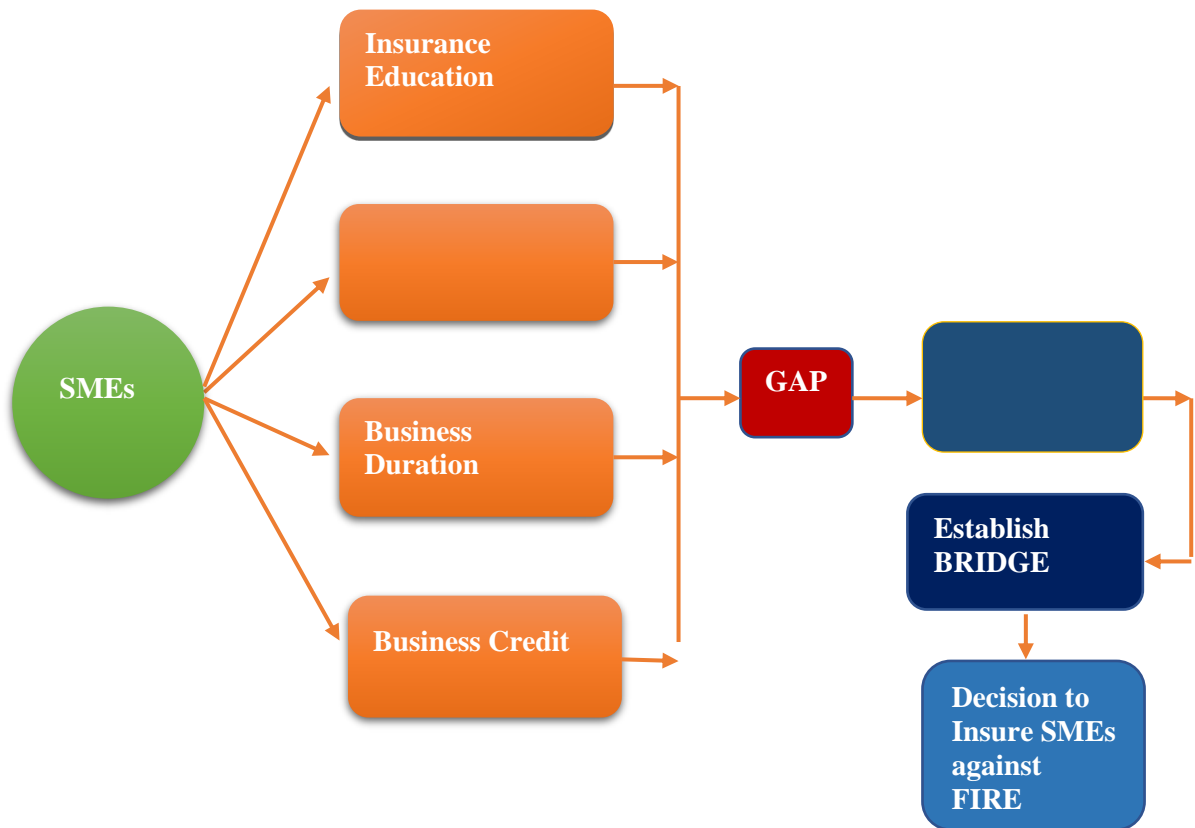 Insurance
Education
SMEs
Business
Duration
Business Credit
GAP
Establish
BRIDGE
Decision to
Insure SMEs
against
FIRE